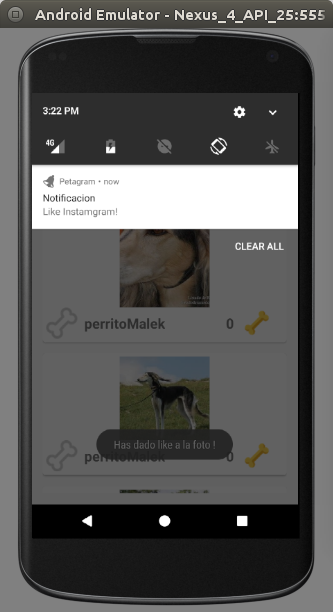 Android Emulator - Nexus_4_API_25:555
3:22 PM
4G
Petagram • now
Notificacion
Like Instamgram!
CLEAR ALL
perritoMalek 0
Has dado like a la foto !
perritoMalek 0